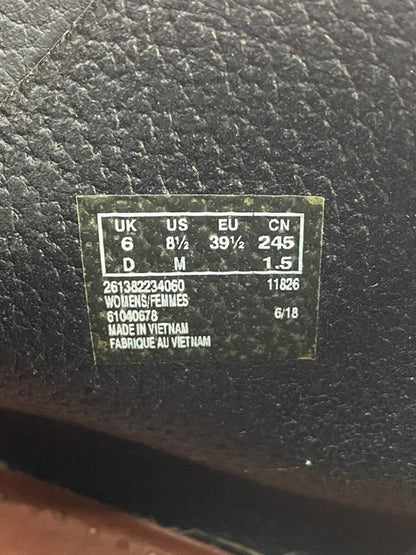 UK US EU CN
6 8½ 39½ 245
D M 1.5
261382234060 11826
WOMENS/FEMMES
61040678 6/18
MADE IN VIETNAM
FABRIQUE AU VIETNAM